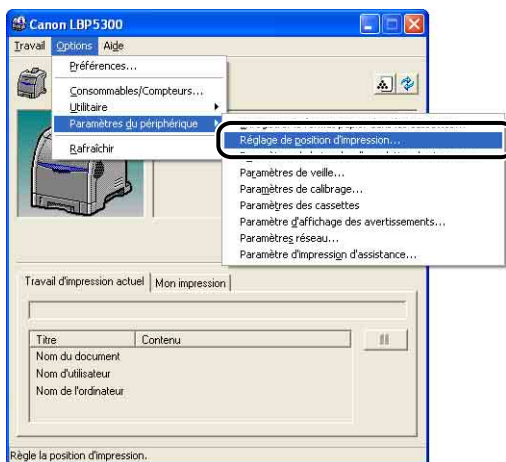 Canon LBP5300
Travail Options Aide
Préférences...
Consommables/Compteurs...
Utilitaire
Paramètres du périphérique
Rafraîchir
Réglage de position d'impression...
Paramètres de veille...
Paramètres de calibrage...
Paramètres des cassettes
Paramètre d'affichage des avertissements...
Paramètres réseau...
Paramètre d'impression d'assistance...
Travail d'impression actuel Mon impression
Titre Contenu
Nom du document
Nom d'utilisateur
Nom de l'ordinateur
Règle la position d'impression.